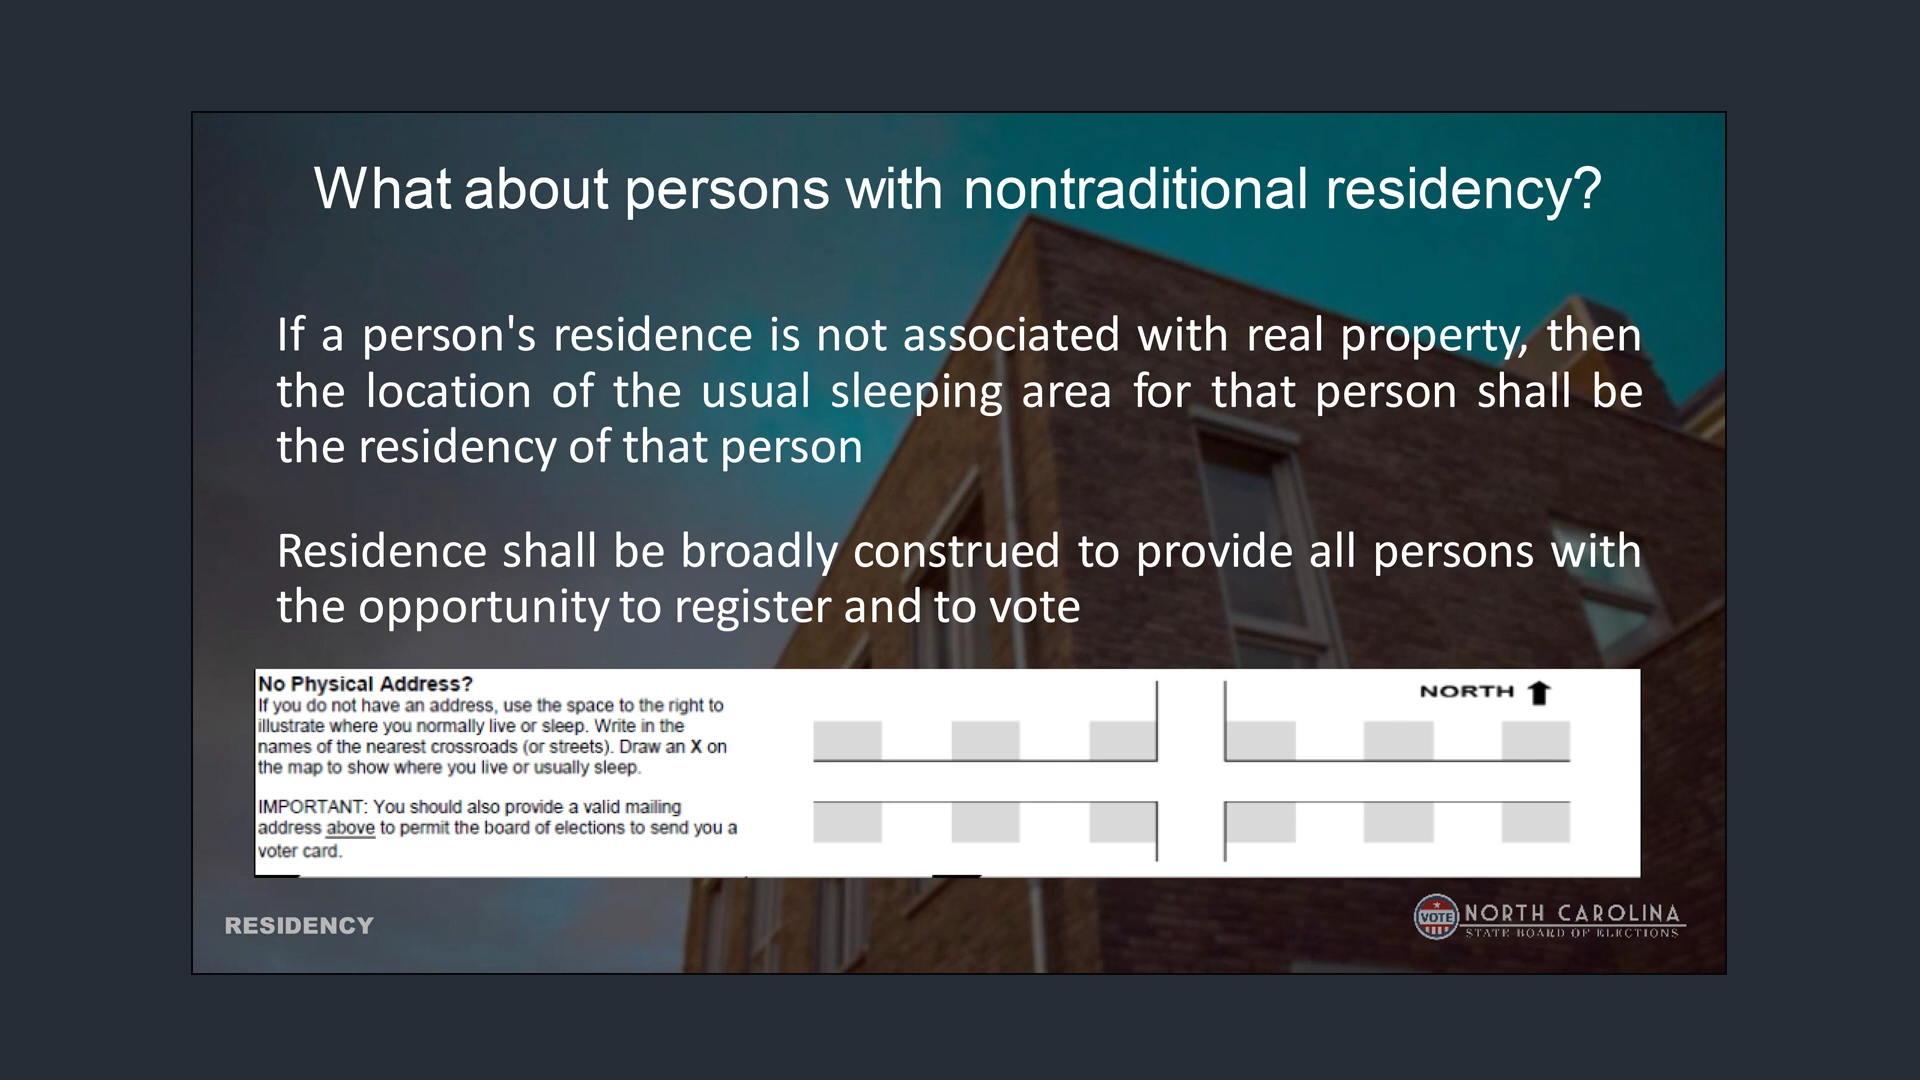 What about persons with nontraditional residency?
If a person's residence is not associated with real property, then
the location of the usual sleeping area for that person shall be
the residency of that person
Residence shall be broadly construed to provide all persons with
the opportunity to register and to vote
No Physical Address?
If you do not have an address, use the space to the right to
illustrate where you normally live or sleep. Write in the
names of the nearest crossroads (or streets). Draw an X on
the map to show where you live or usually sleep.
IMPORTANT: You should also provide a valid mailing
address above to permit the board of elections to send you a
voter card.
NORTH
RESIDENCY
VOTE
NORTH CAROLINA
STATE BOARD OF ELECTIONS